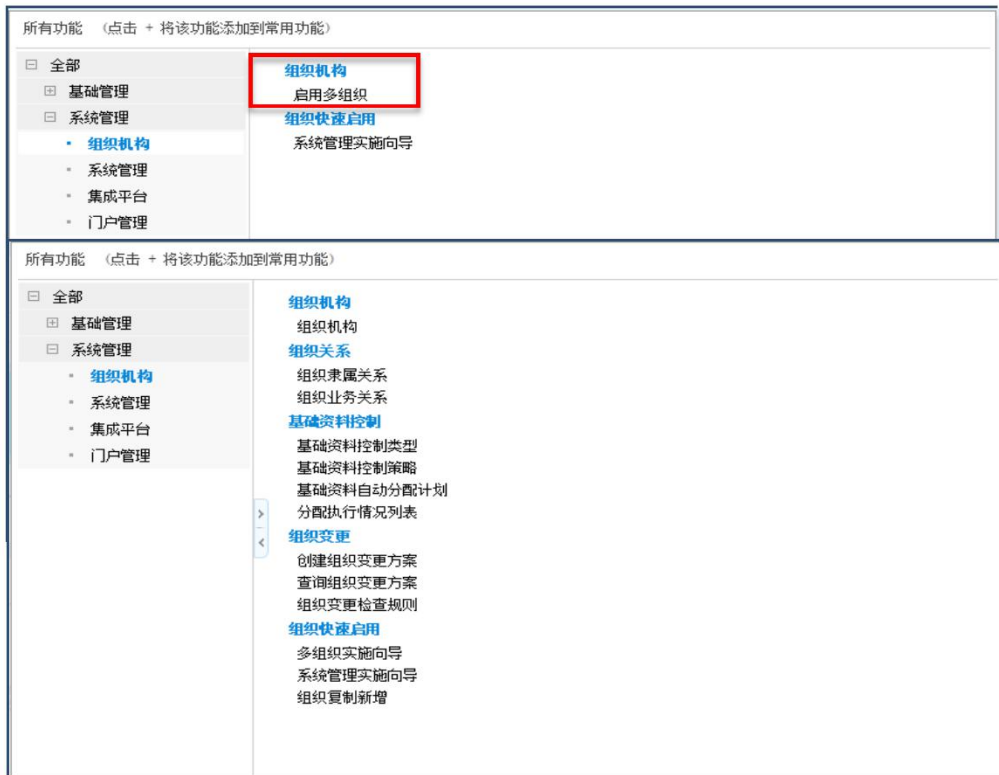 所有功能 （点击 + 将该功能添加到常用功能）
全部
基础管理
系统管理
组织机构
系统管理
集成平台
门户管理
组织机构
启用多组织
组织快速启用
系统管理实施向导
所有功能 （点击 + 将该功能添加到常用功能）
全部
基础管理
系统管理
组织机构
系统管理
集成平台
门户管理
组织机构
组织机构
组织关系
组织隶属关系
组织业务关系
基础资料控制
基础资料控制类型
基础资料控制策略
基础资料自动分配计划
分配执行情况列表
组织变更
创建组织变更方案
查询组织变更方案
组织变更检查规则
组织快速启用
多组织实施向导
系统管理实施向导
组织复制新增